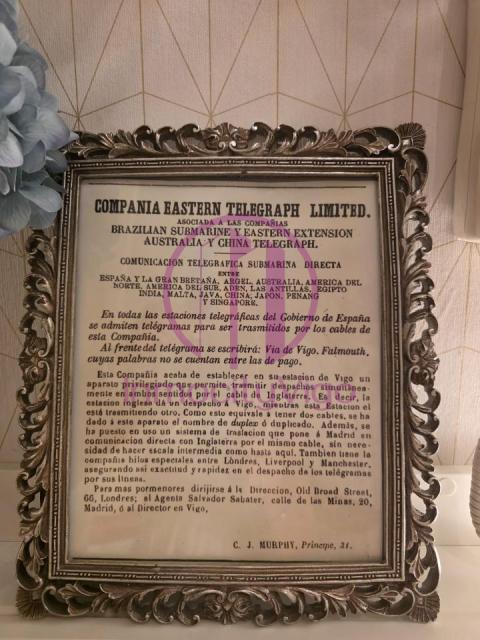 COMPANIA EASTERN TELEGRAPH LIMITED.
ASOCIADA A LAS COMPAÑIAS
BRAZILIAN SUBMARINE Y EASTERN EXTENSION
AUSTRALIA Y CHINA TELEGRAPH.
COMUNICACION TELEGRAFICA SUBMARINA DIRECTA
ENTRE
ESPAÑA Y LA GRAN BRETAÑA, ARGEL, AUSTRALIA, AMERICA DEL
NORTE, AMERICA DEL SUR, ADEN, LAS ANTILLAS, EGIPTO
INDIA, MALTA, JAVA, CHINA, JAPON, PENANG
Y SINGAPORE.
En todas las estaciones telegráficas del Gobierno de España
se admiten telégramas para ser trasmitidos por los cables de
esta Compañia.
Al frente del telégrama se escribirá: Via de Vigo. Falmouth,
cuyas palabras no se cuentan entre las de pago.
Esta Compañia acaba de establecer en su estacion de Vigo un
aparato por el que se permite trasmitir despachos simultánea-
mente en ambos sentidos por el cable de Inglaterra, es decir, la
estacion inglesa dá un despacho á Vigo, mientras esta Estacion el
está trasmitiendo otro. Como esto equivale á tener dos cables, se ha
dado á este aparato el nombre de duplex ó duplicado. Además, se
ha puesto en uso un sistema de traslacion que pone á Madrid en
comunicación directa con Inglaterra por el mismo cable, sin nece-
sidad de hacer escala intermedia como hasta aquí. Tambien tiene la
compañia hilos especiales entre Lóndres, Liverpool y Manchester,
asegurando asi exactitud y rapidez en el despacho de los telégramas
por sus lineas.
Para mas pormenores dirigirse á la Direccion, Old Broad Street,
66, Londres; al Agente Salvador Sabater, calle de las Minas, 20,
Madrid, ó al Director en Vigo,
C. J. MURPHY, Principe, 31.